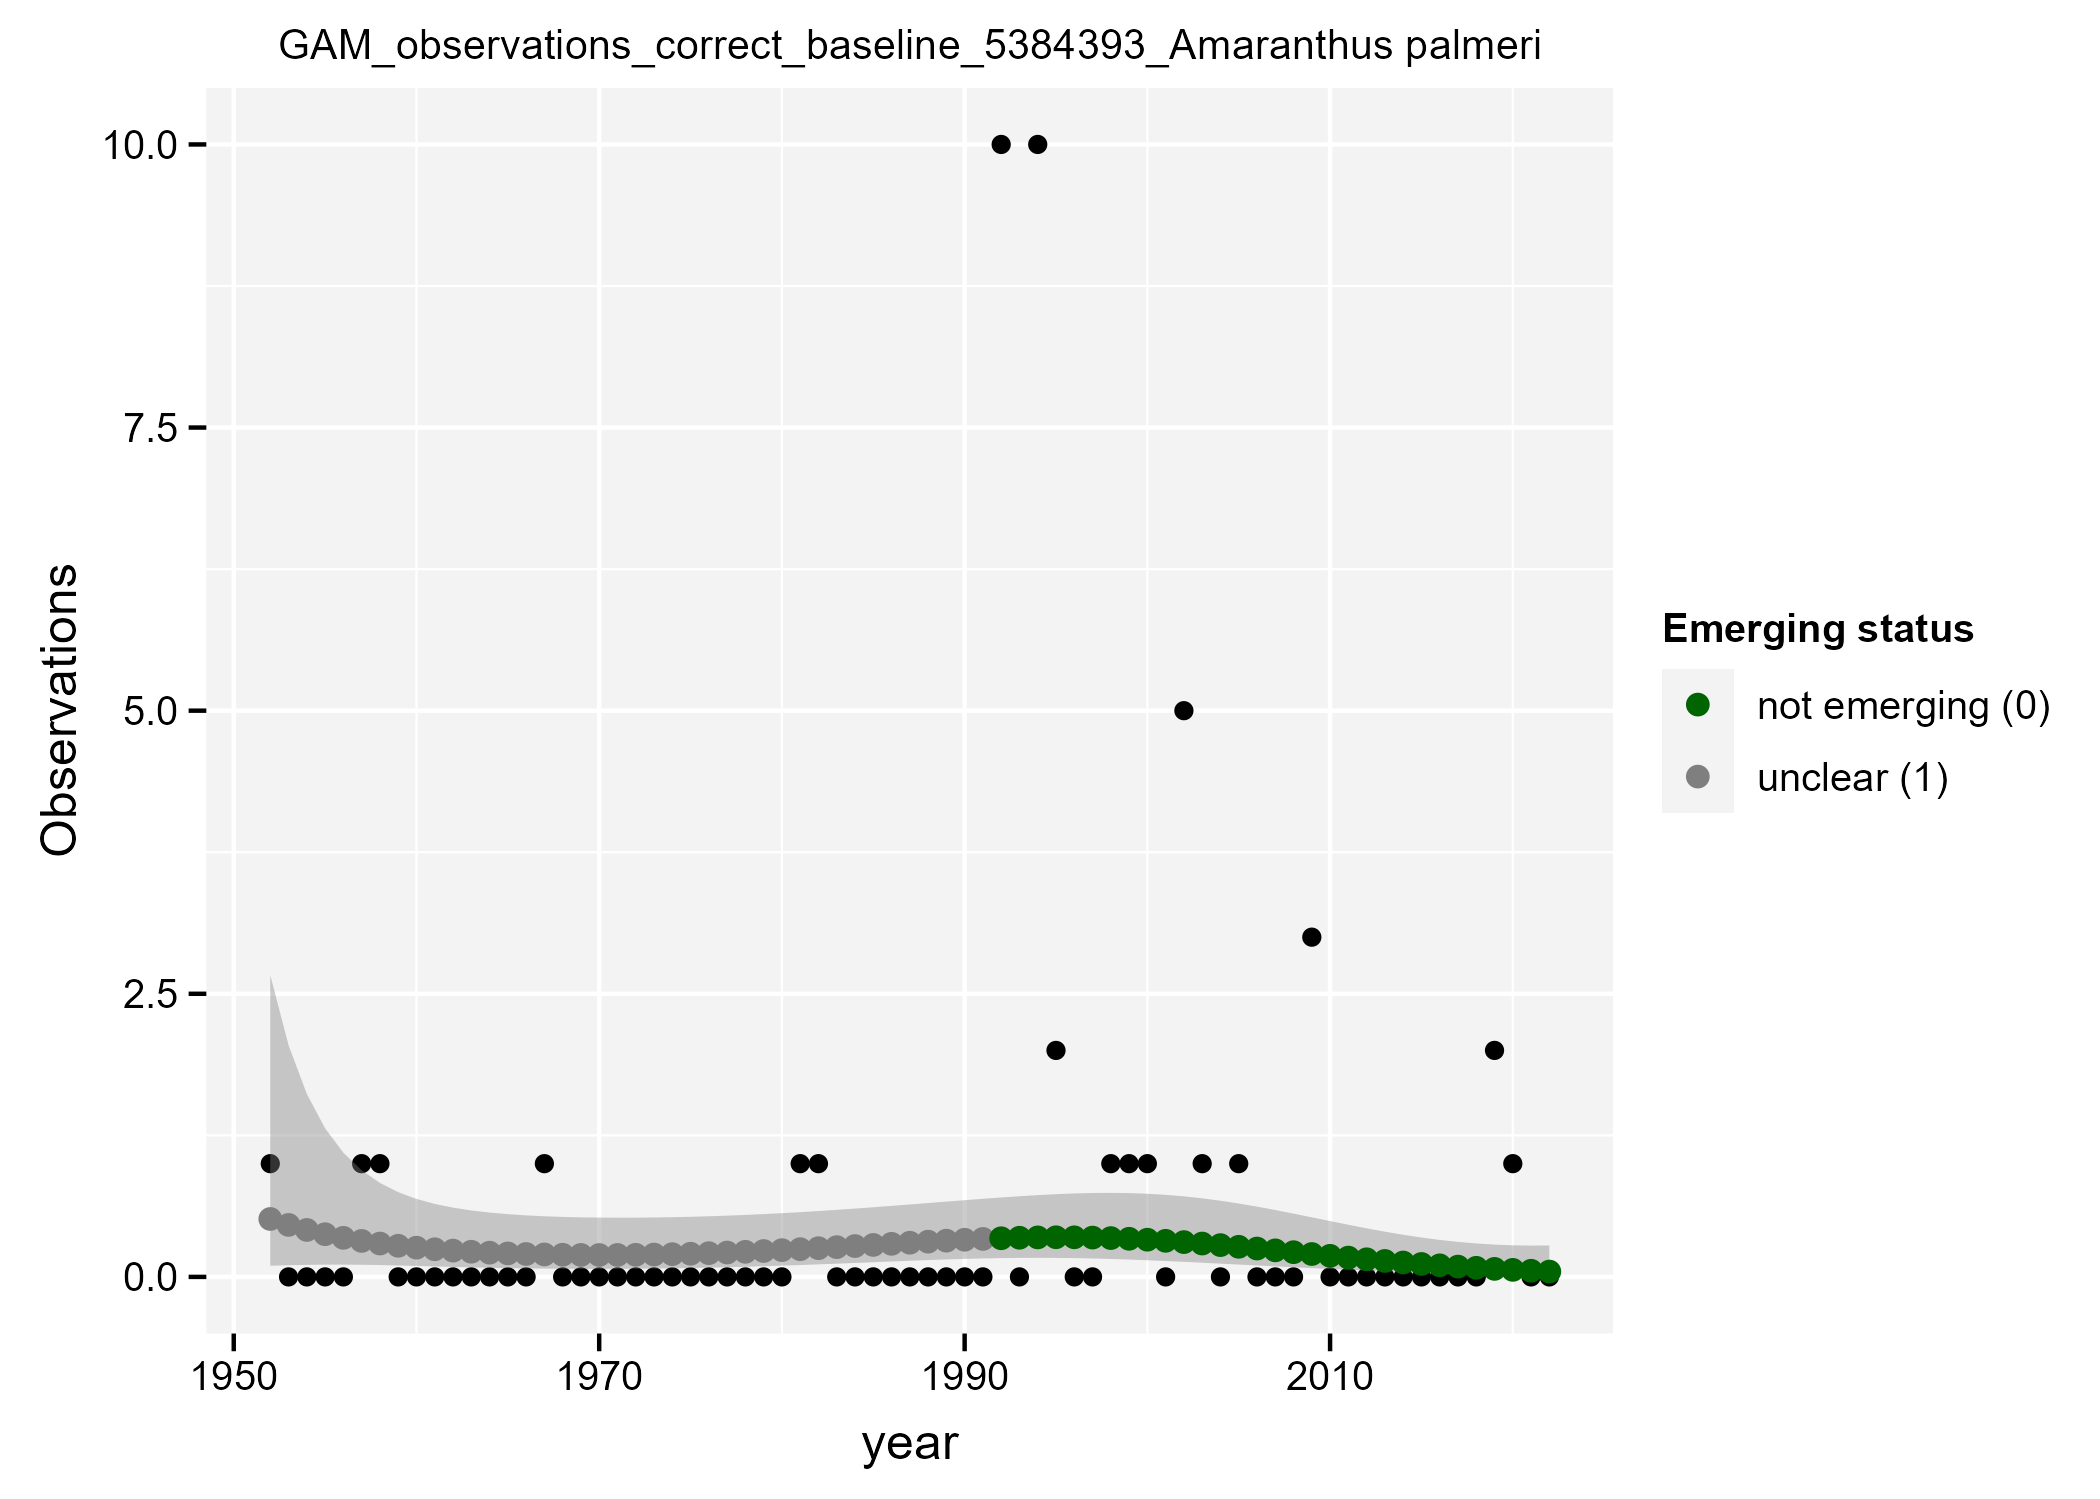 GAM_observations_correct_baseline_5384393_Amaranthus palmeri
10.0
7.5
5.0
2.5
0.0
Observations
1950
1970
1990
2010
year
Emerging status
not emerging (0)
unclear (1)